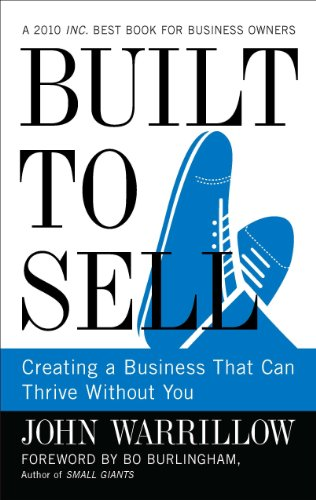 A 2010 INC. BEST BOOK FOR BUSINESS OWNERS
BUILT
TO
SELL
Creating a Business That Can
Thrive Without You
JOHN WARRILLOW
FOREWORD BY BO BURLINGHAM,
Author of SMALL GIANTS